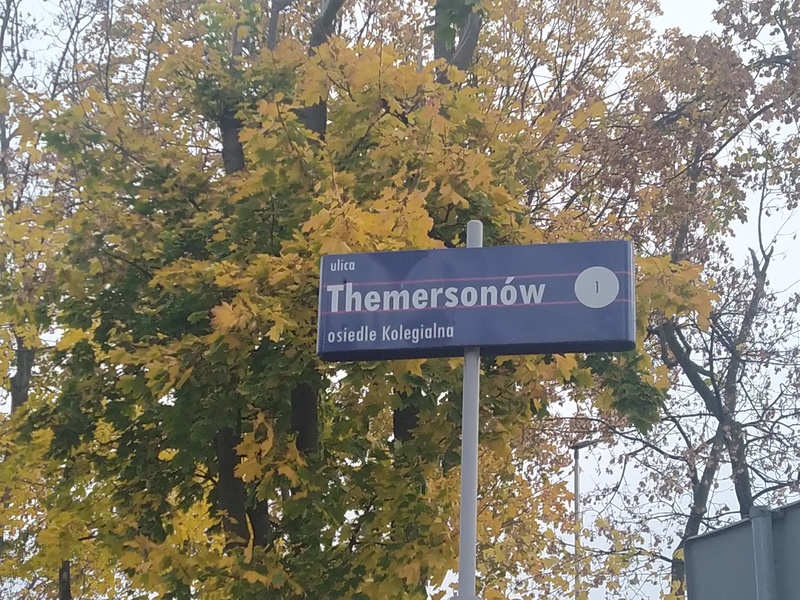 ulica
Themersonów
1
osiedle Kolegialna